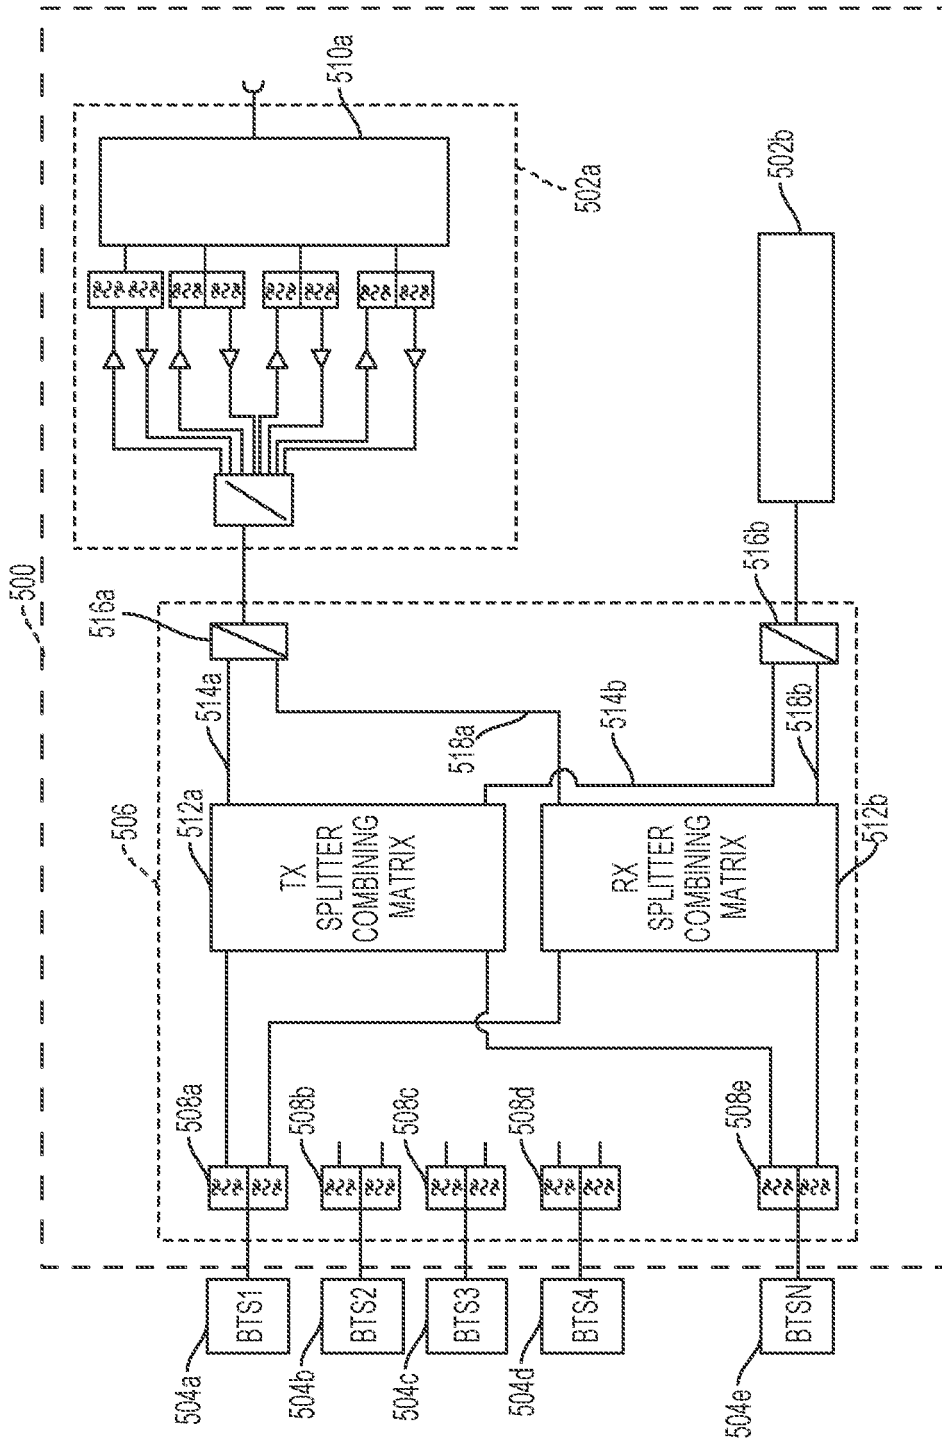 500
510a
502a
502b
516a
516b
514a
518a
514b
518b
506
512a
TX
SPLITTER
COMBINING
MATRIX
RX
SPLITTER
COMBINING
MATRIX
512b
508a
508b
508c
508d
508e
BTS1
BTS2
BTS3
BTS4
BTSN
504a
504b
504c
504d
504e